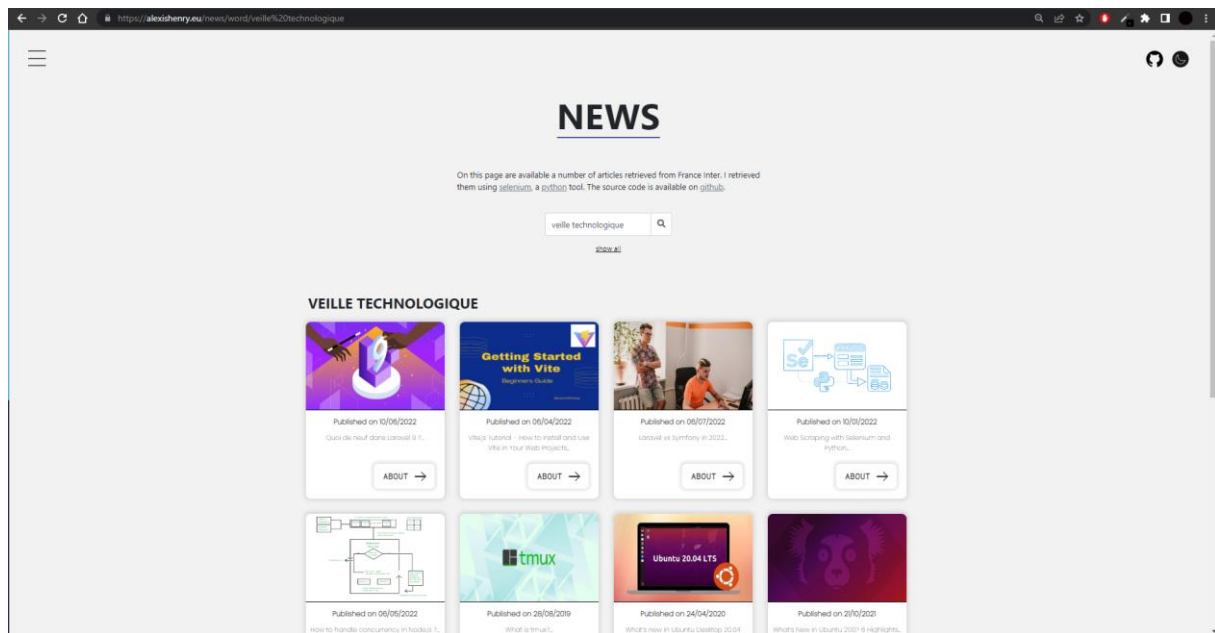 https://alexishenry.eu/news/word/veille%20technologique
NEWS
On this page are available a number of articles retrieved from France Inter. I retrieved
them using selenium, a python tool. The source code is available on github.
veille technologique
show all
VEILLE TECHNOLOGIQUE
9
Getting Started
with Vite
Beginners Guide
Se
Published on 10/06/2022
Quoi de neuf dans Laravel 9 ?...
ABOUT →
Published on 06/04/2022
Vite.js Tutorial - How to Install and Use
Vite in Your Web Projects...
ABOUT →
Published on 06/07/2022
Laravel vs Symfony in 2022...
ABOUT →
Published on 10/01/2022
Web Scraping with Selenium and
Python...
ABOUT →
tmux
Ubuntu 20.04 LTS
Published on 06/05/2022
How to handle concurrency in Node.js ?...
Published on 28/08/2019
What is tmux?...
Published on 24/04/2020
What's new in Ubuntu Desktop 20.04
Published on 21/10/2021
What's new in Ubuntu 21.10? 6 Highlights...